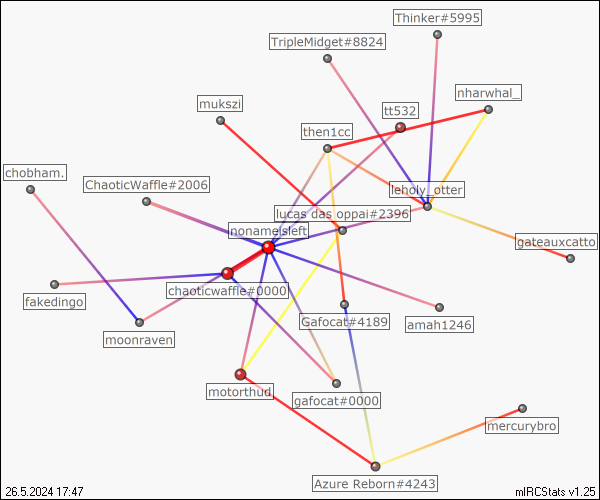 Thinker#5995
TripleMidget#8824
nharwhal_
mukszi
tt532
then1cc
chobham.
ChaoticWaffle#2006
leholy_otter
lucas das oppai#2396
nonameisleft
gateauxcatto
chaoticwaffle#0000
fakedingo
Gafocat#4189
amah1246
moonraven
motorthud
gafocat#0000
mercurybro
Azure Reborn#4243
26.5.2024 17:47
mIRCStats v1.25